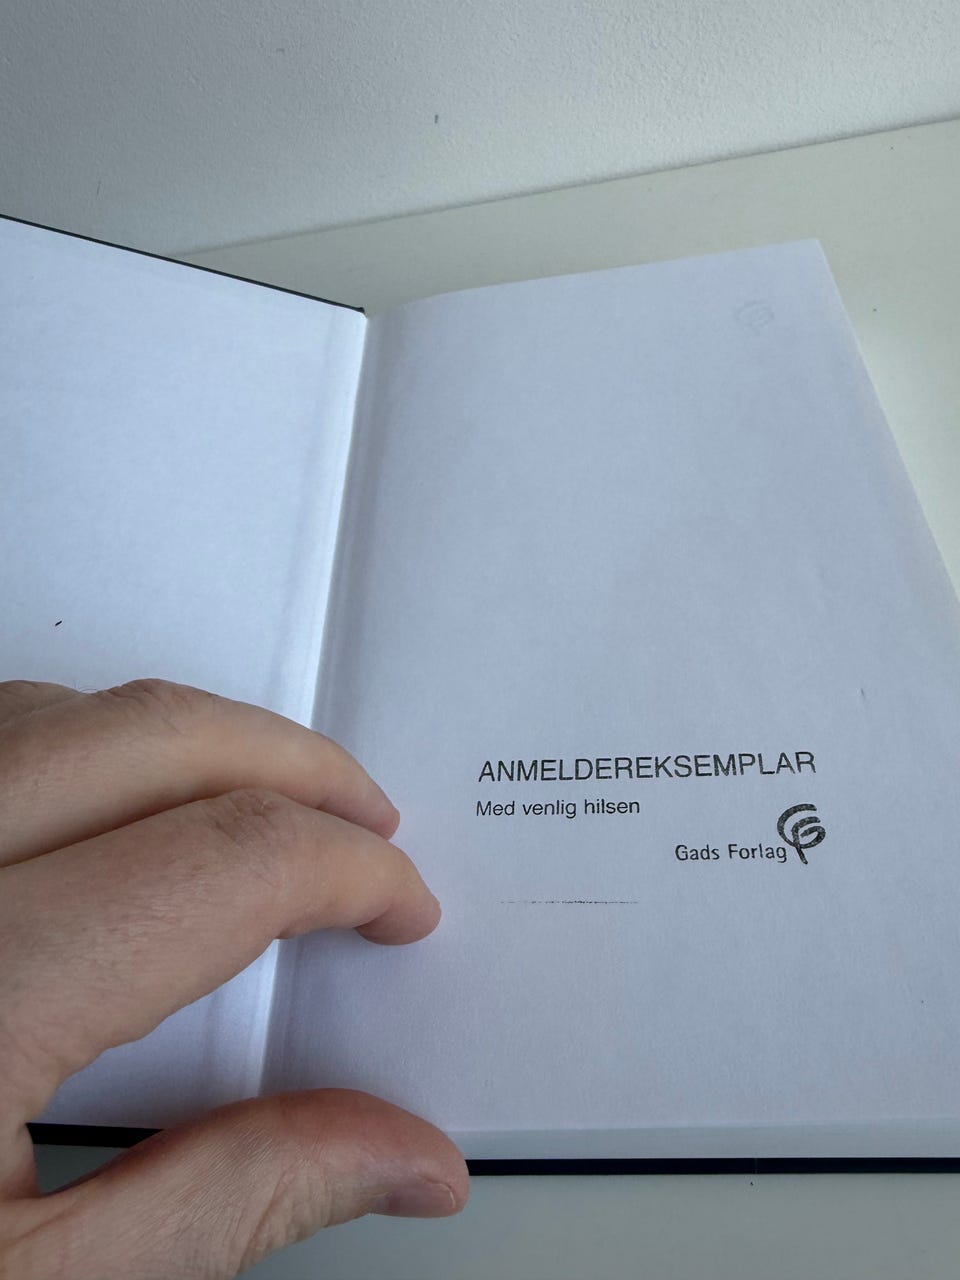 ANMELDEREKSEMPLAR
Med venlig hilsen
Gads Forlag